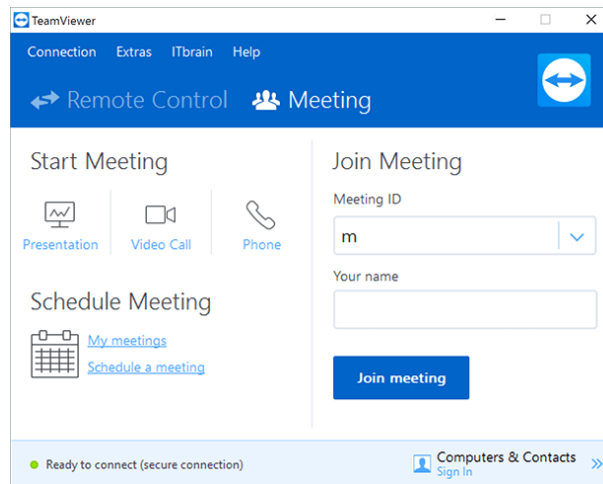 TeamViewer
Connection Extras ITbrain Help
Remote Control Meeting
Start Meeting
Presentation Video Call Phone
Schedule Meeting
My meetings
Schedule a meeting
Join Meeting
Meeting ID
m
Your name
Join meeting
Ready to connect (secure connection)
Computers & Contacts
Sign In